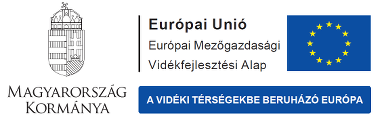 MAGYARORSZÁG
KORMÁNYA
Európai Unió
Európai Mezőgazdasági
Vidékfejlesztési Alap
A VIDÉKI TÉRSÉGEKBE BERUHÁZÓ EURÓPA